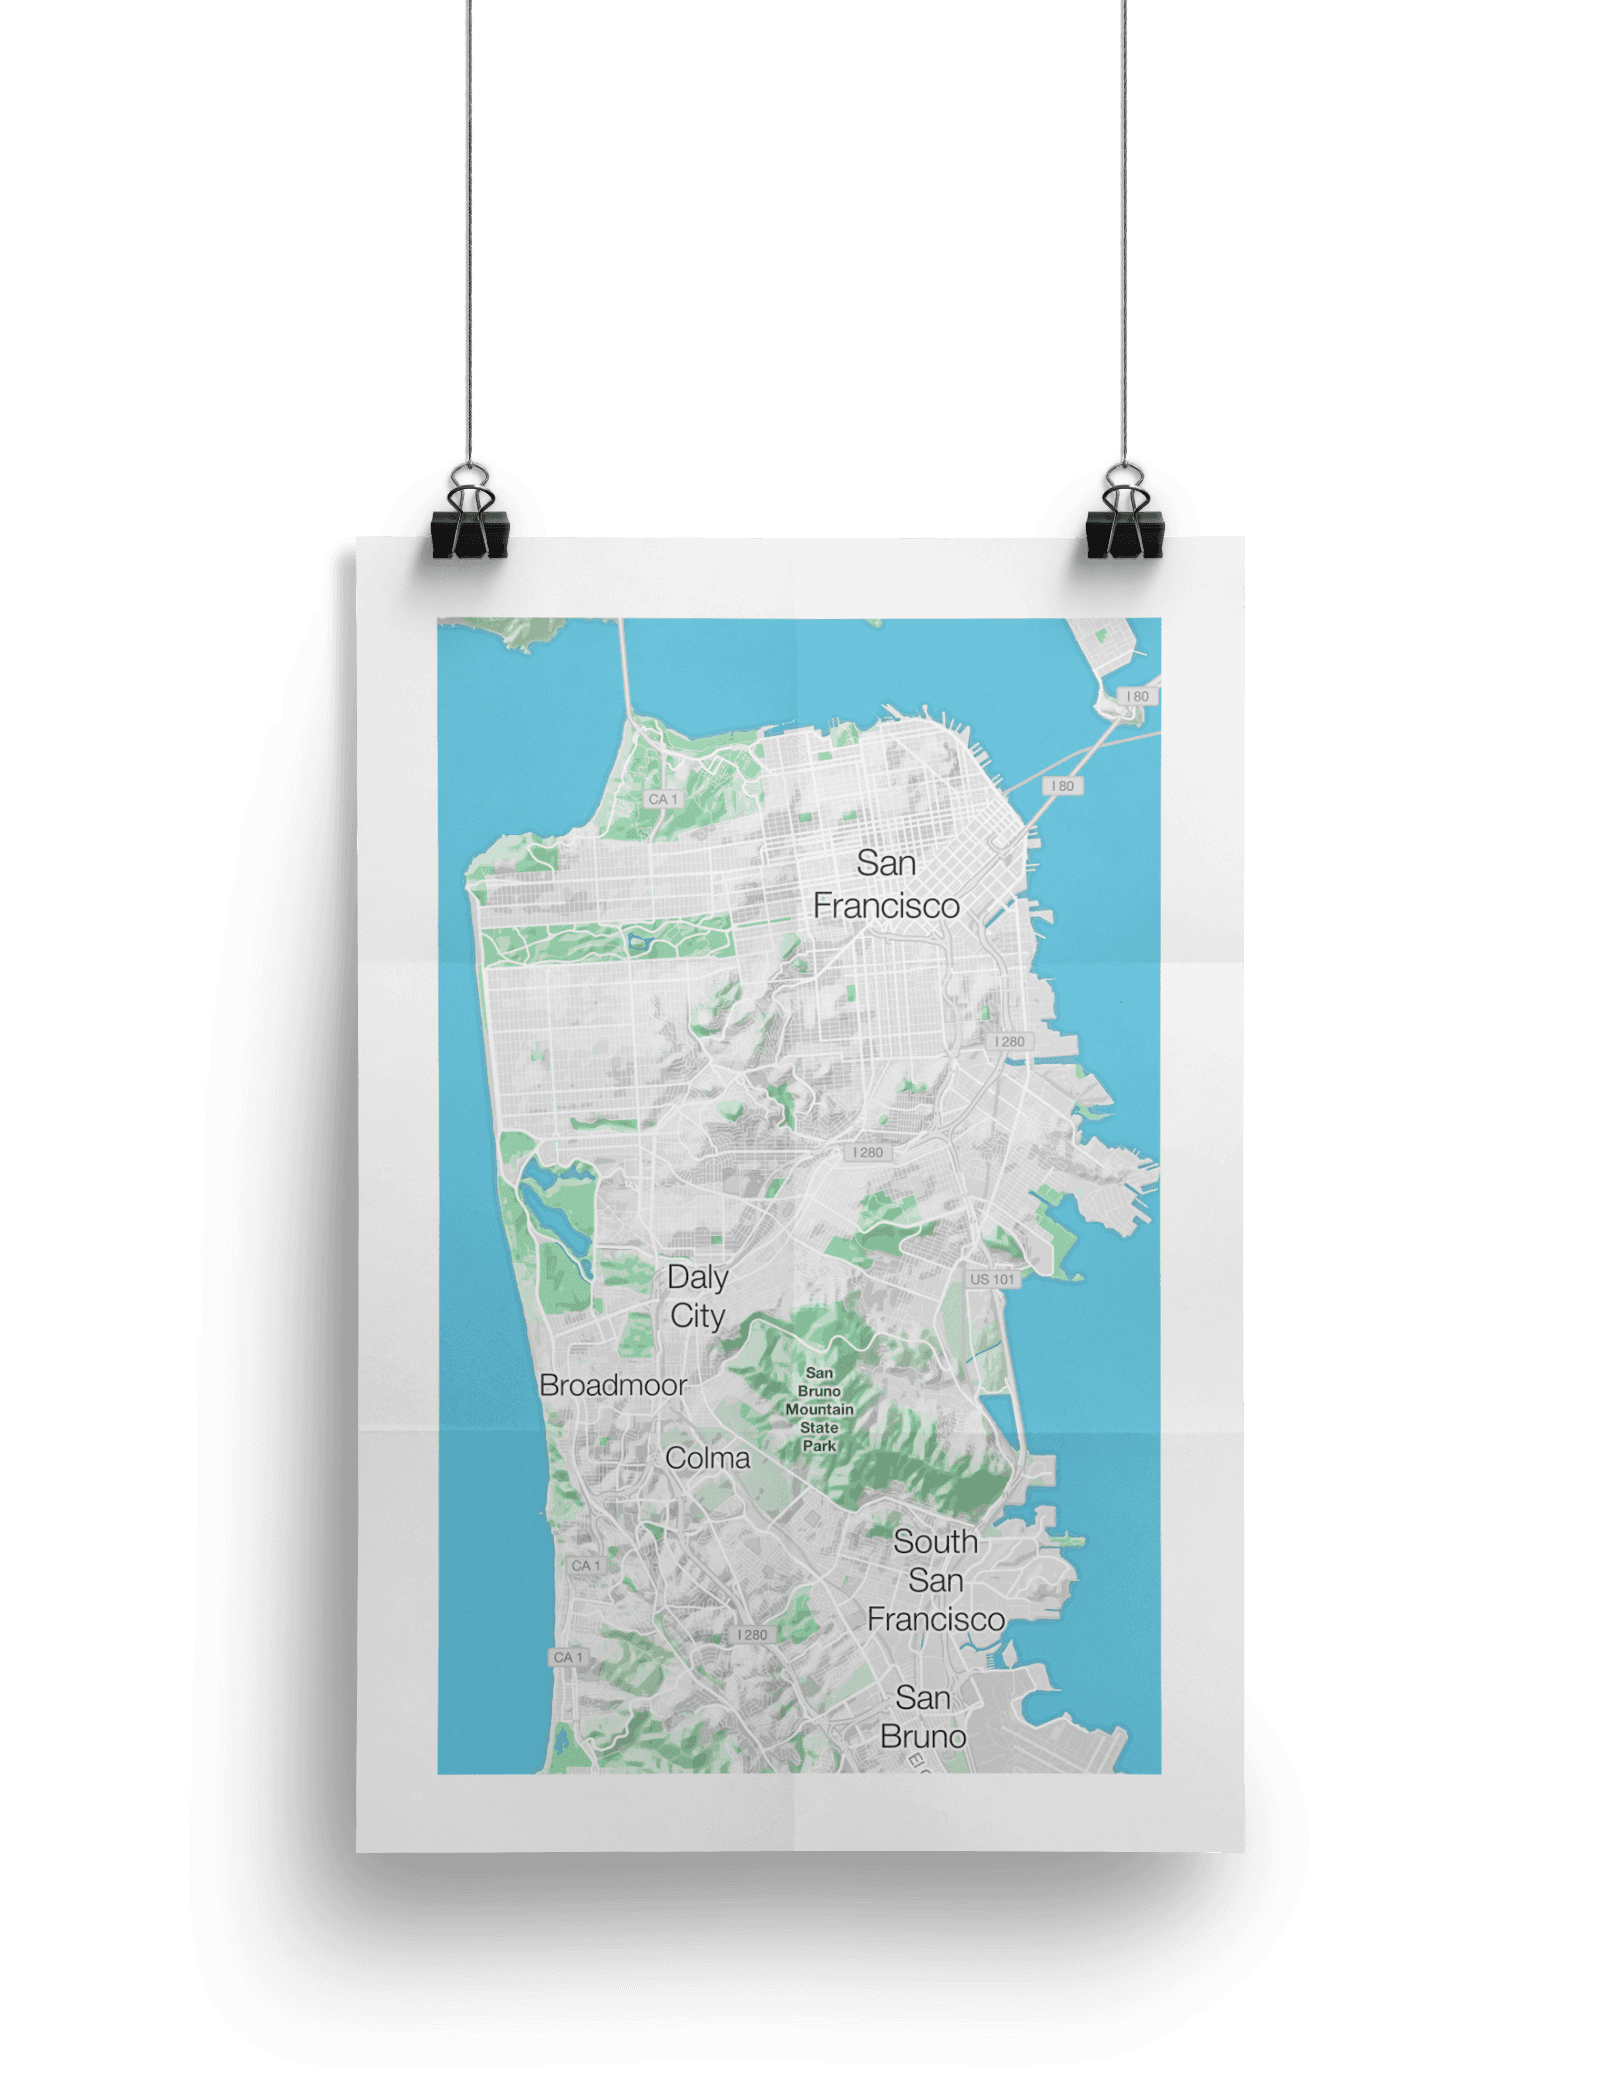 I 80
I 80
CA 1
San
Francisco
I 280
I 280
US 101
Daly
City
San
Bruno
Mountain
State
Park
Broadmoor
Colma
South
San
Francisco
CA 1
I 280
CA 1
San
Bruno